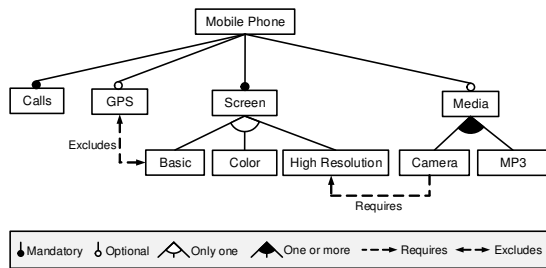 Mobile Phone
Calls
GPS
Screen
Media
Excludes
Basic
Color
High Resolution
Camera
MP3
Requires
Mandatory Optional Only one One or more Requires Excludes